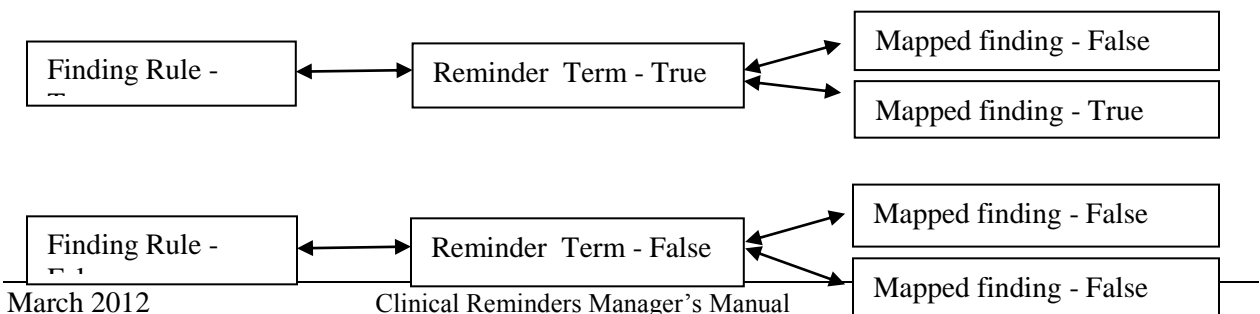 Finding Rule -
Reminder Term - True
Mapped finding - False
Mapped finding - True
Finding Rule -
Reminder Term - False
Mapped finding - False
Mapped finding - False
March 2012
Clinical Reminders Manager's Manual